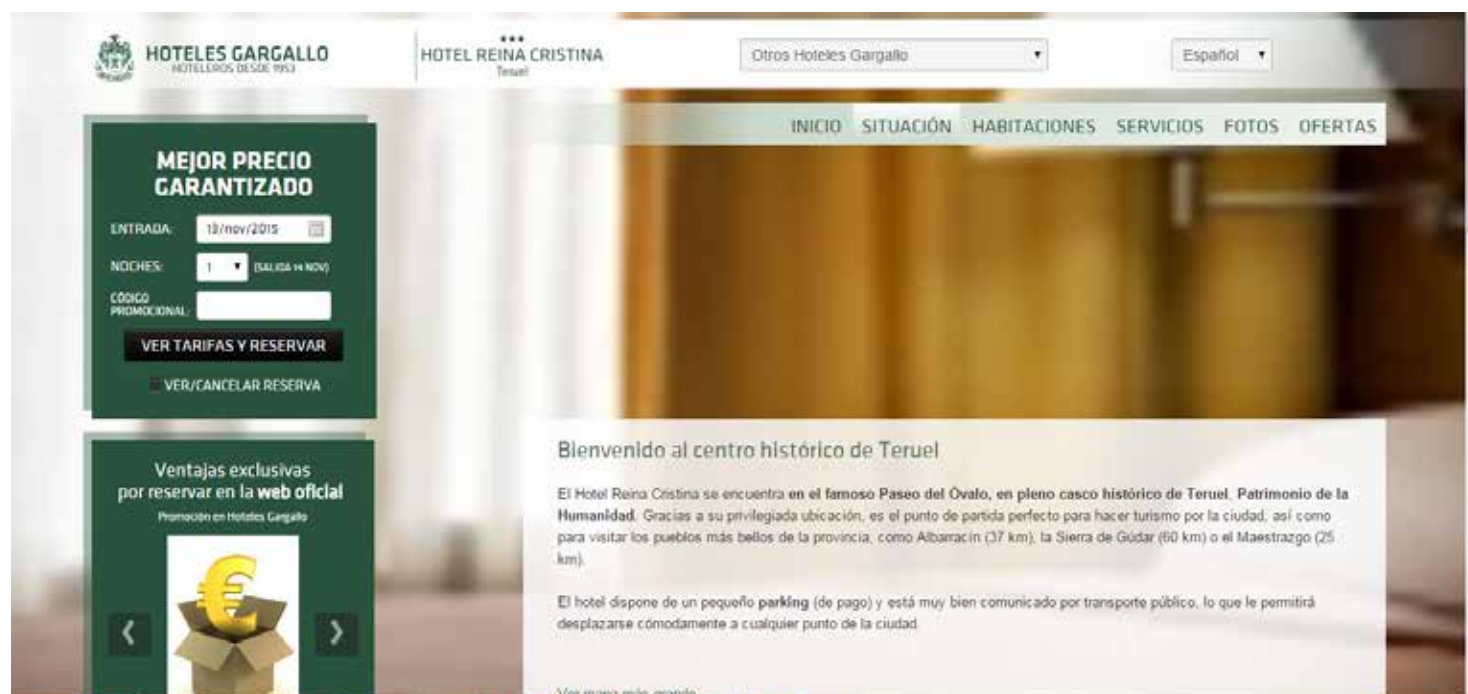 HOTELES GARGALLO
HOTELEROS DESDE 1953
HOTEL REINA CRISTINA
Teruel
Otros Hoteles Gargallo
Español
INICIO SITUACIÓN HABITACIONES SERVICIOS FOTOS OFERTAS
MEJOR PRECIO
GARANTIZADO
ENTRADA: 13/nov/2015
NOCHES: 1 (SALIDA 14 NOV)
CÓDIGO
PROMOCIONAL:
VER TARIFAS Y RESERVAR
VER/CANCELAR RESERVA
Ventajas exclusivas
por reservar en la web oficial
Promoción en Hoteles Gargallo
Bienvenido al centro histórico de Teruel
El Hotel Reina Cristina se encuentra en el famoso Paseo del Óvalo, en pleno casco histórico de Teruel, Patrimonio de la
Humanidad. Gracias a su privilegiada ubicación, es el punto de partida perfecto para hacer turismo por la ciudad, así como
para visitar los pueblos más bellos de la provincia, como Albarracín (37 km), la Sierra de Gúdar (60 km) o el Maestrazgo (25
km).
El hotel dispone de un pequeño parking (de pago) y está muy bien comunicado por transporte público, lo que le permitirá
desplazarse cómodamente a cualquier punto de la ciudad.
Ver mapa más grande